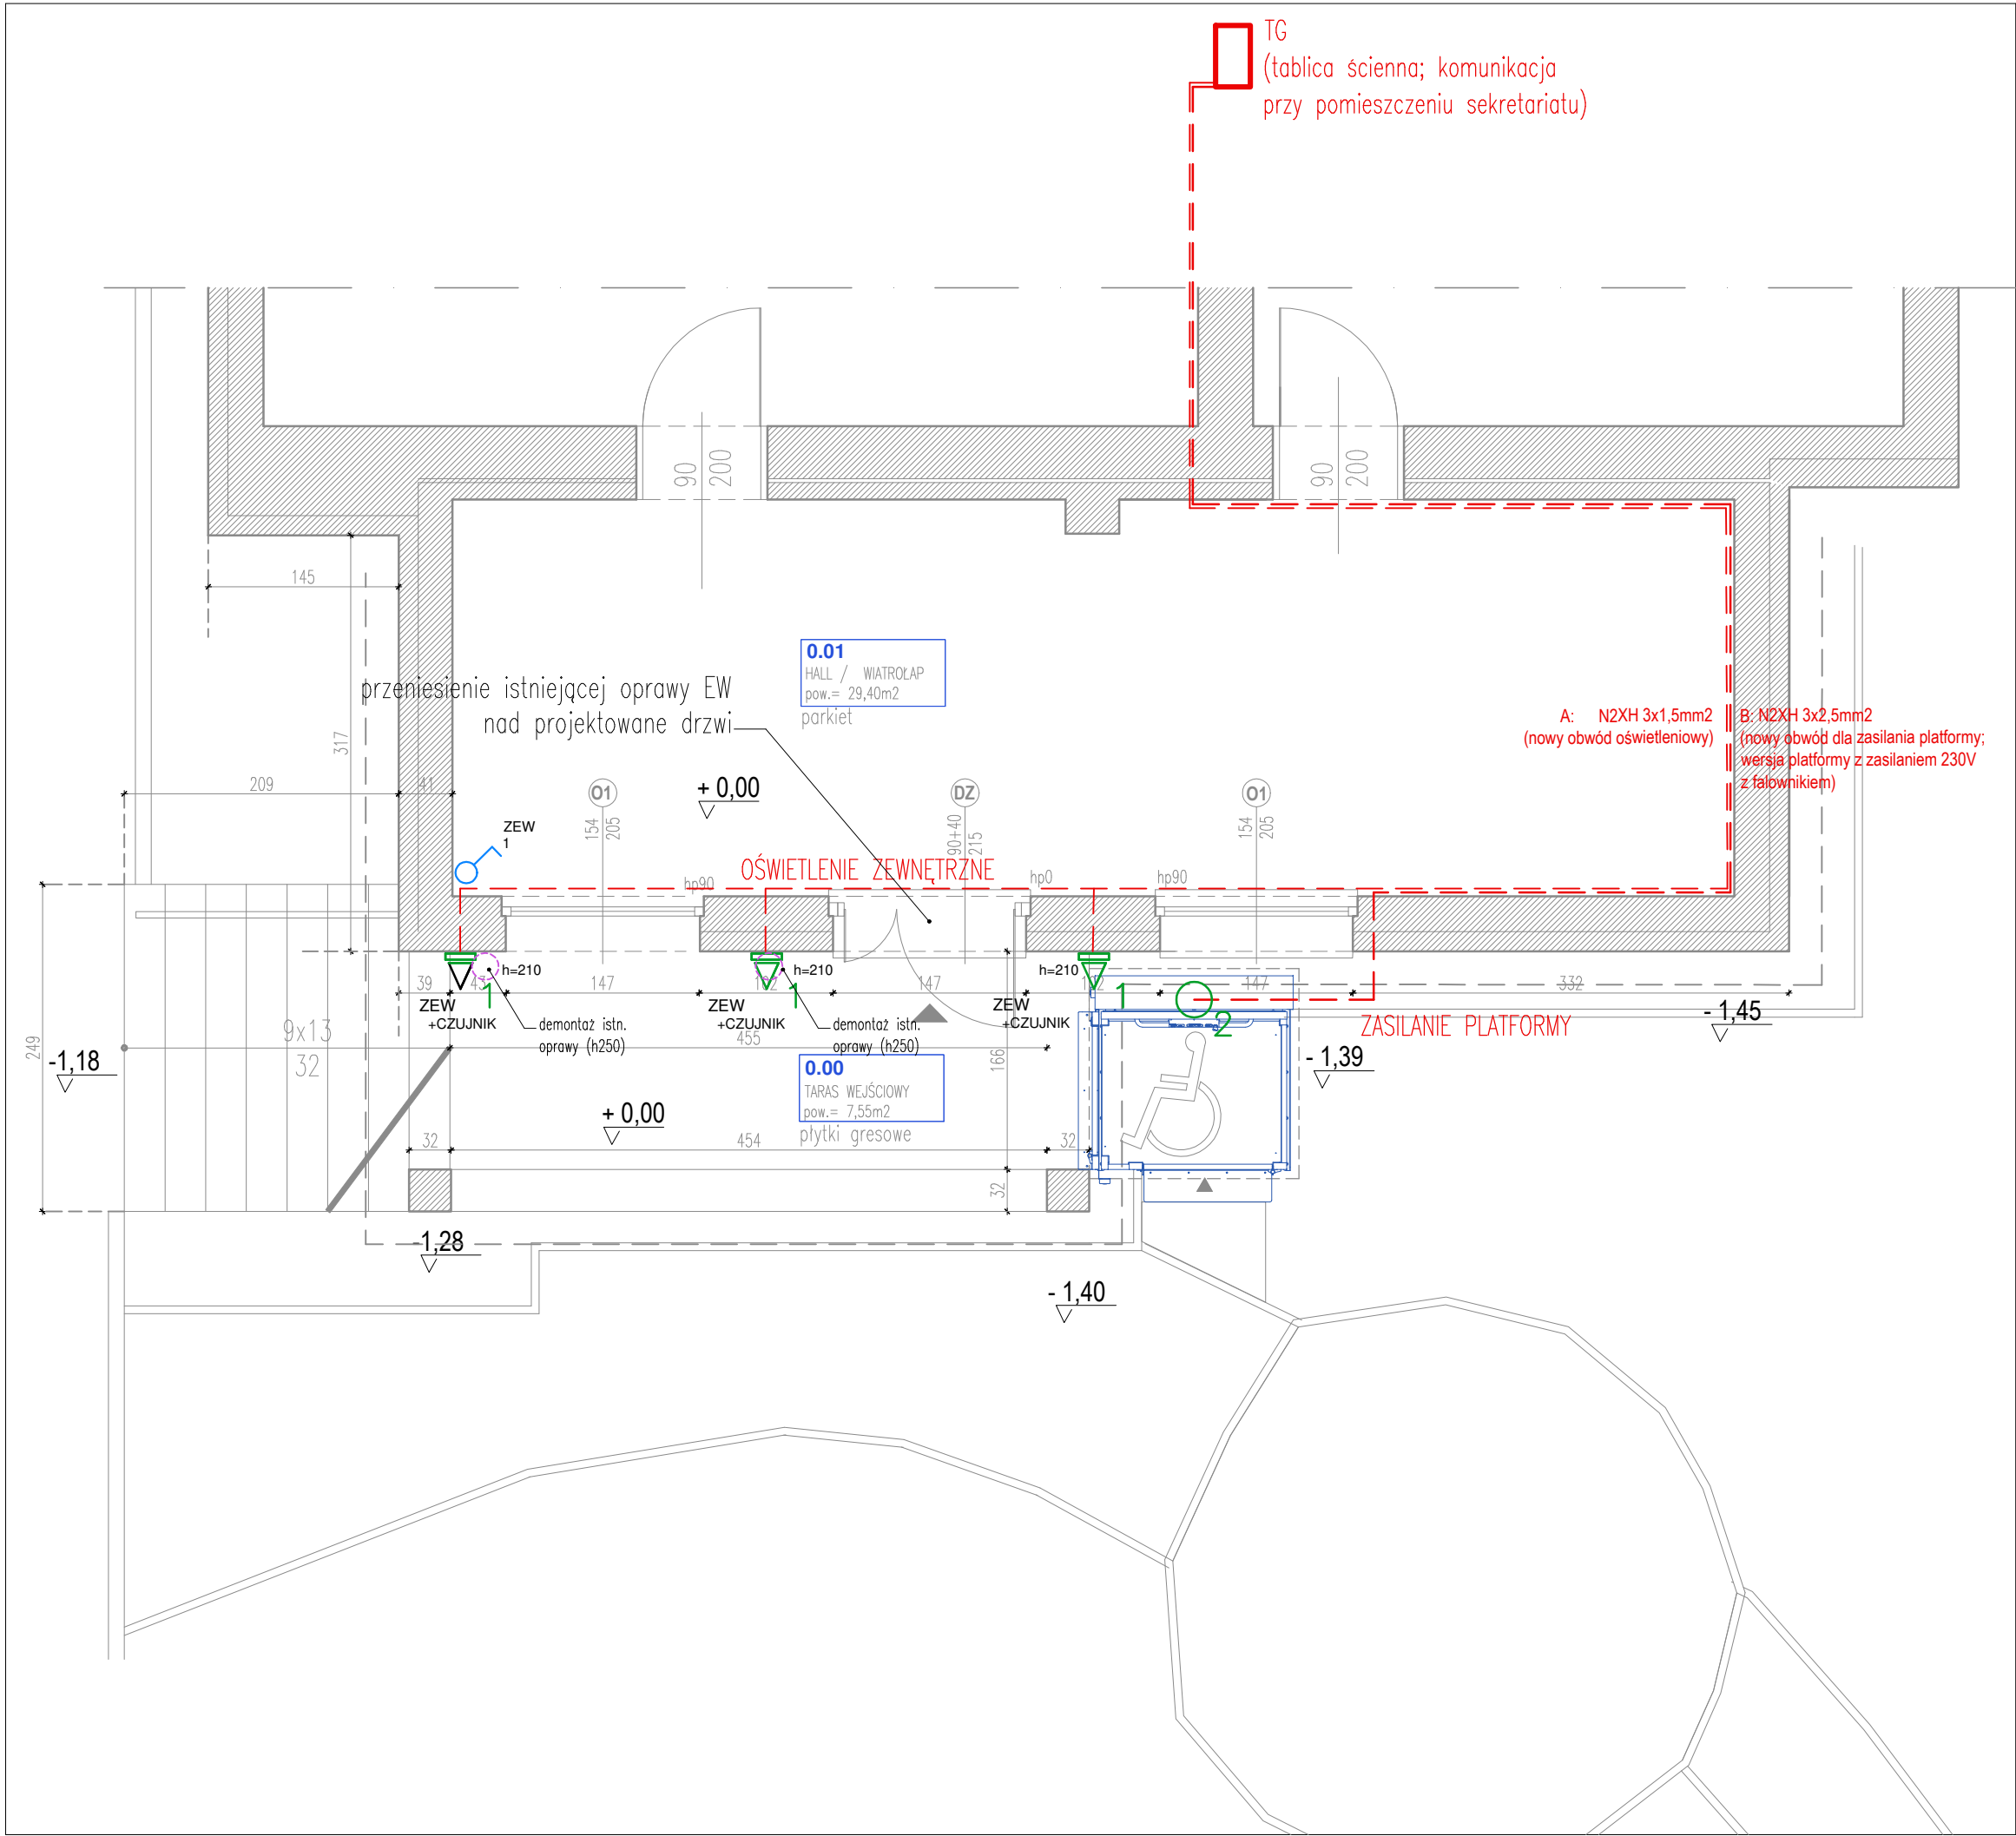 TG
(tablica ścienna; komunikacja
przy pomieszczeniu sekretariatu)
90
200
90
200
145
0.01
HALL / WIATROŁAP
pow.= 29,40m2
parkiet
przeniesienie istniejącej oprawy EW
nad projektowane drzwi
A: N2XH 3x1,5mm2
(nowy obwód oświetleniowy)
B: N2XH 3x2,5mm2
(nowy obwód dla zasilania platformy;
wersja platformy z zasilaniem 230V
z falownikiem)
317
209
41
+ 0,00
O1
154
205
DZ
90+40
215
O1
154
205
ZEW
1
OŚWIETLENIE ZEWNĘTRZNE
hp90
hp0
hp90
h=210
h=210
h=210
39
147
147
147
332
1
1
1
2
ZEW
+CZUJNIK
ZEW
+CZUJNIK
ZEW
+CZUJNIK
demontaż istn.
oprawy (h250)
demontaż istn.
oprawy (h250)
ZASILANIE PLATFORMY
- 1,45
- 1,39
249
-1,18
9x13
32
455
166
0.00
TARAS WEJŚCIOWY
pow.= 7,55m2
płytki gresowe
+ 0,00
32
454
32
32
-1,28
- 1,40